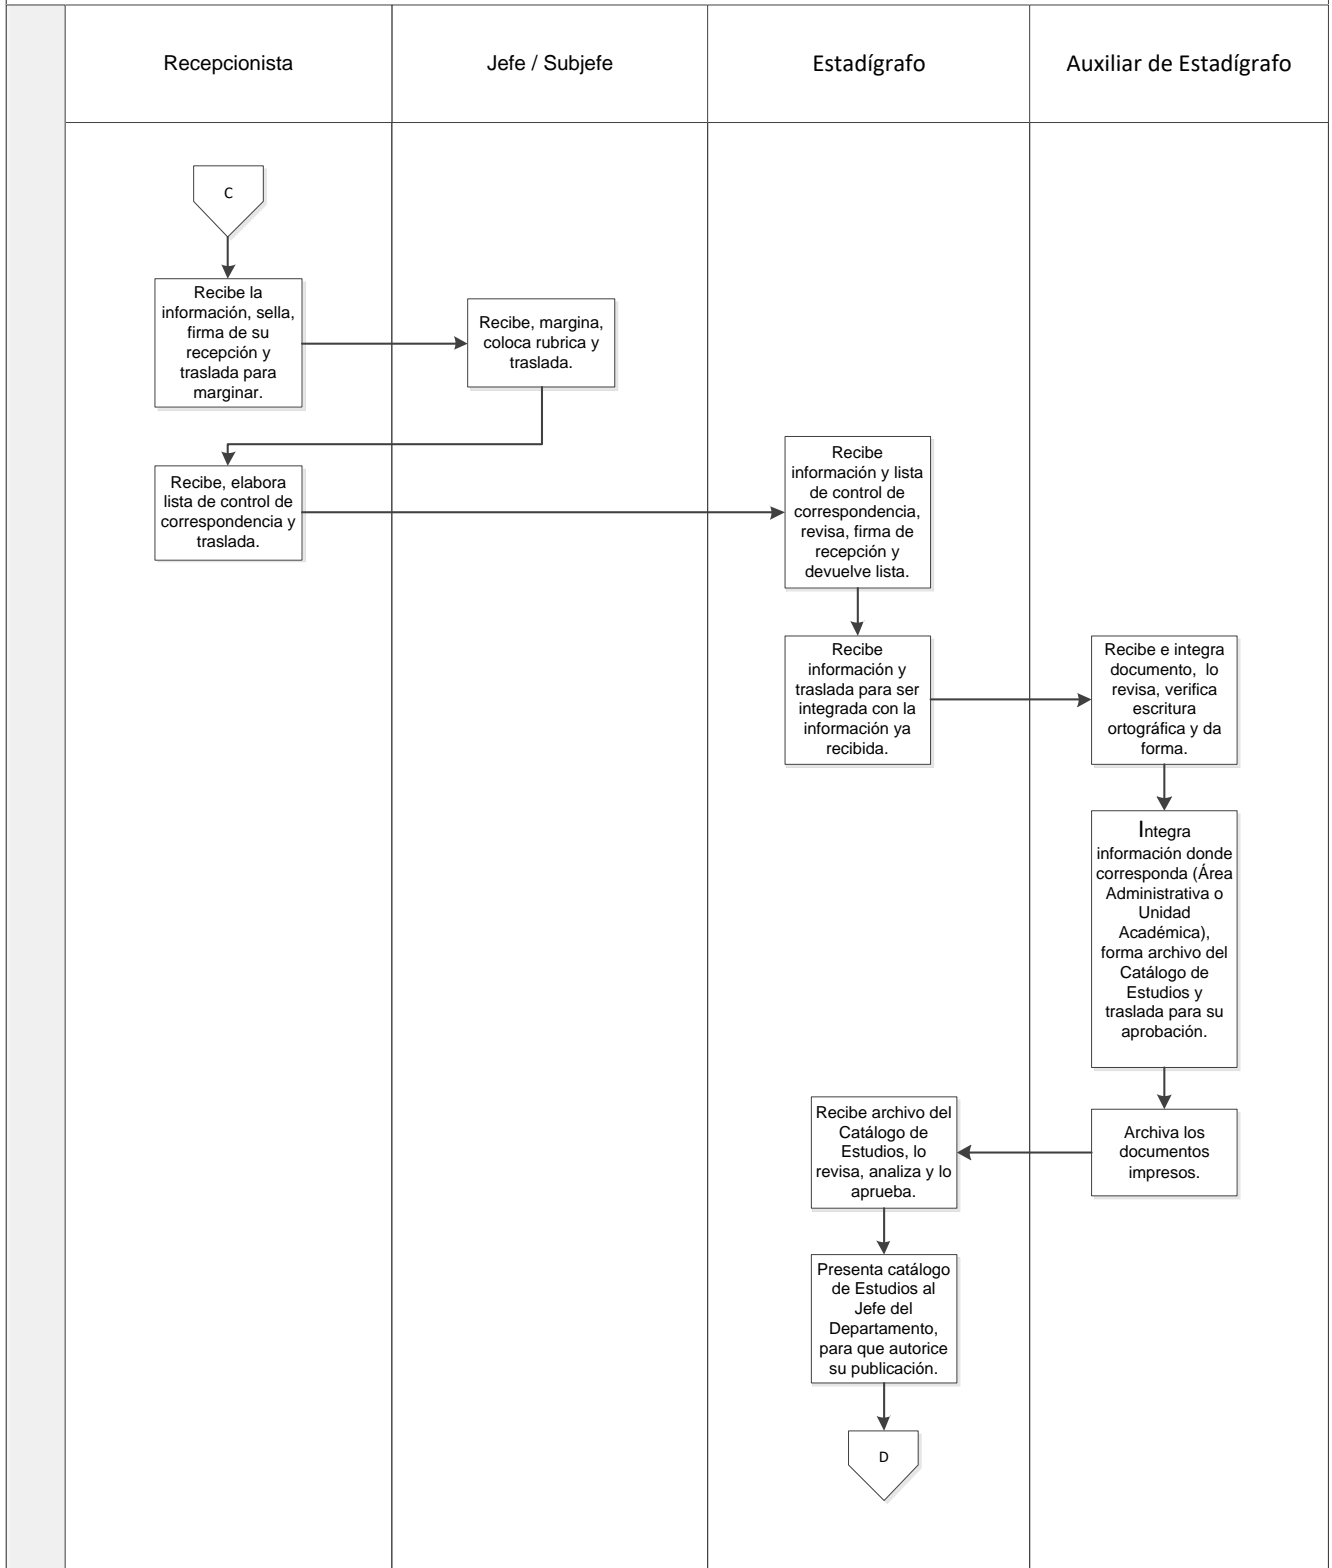 Recepcionista
Jefe / Subjefe
Estadígrafo
Auxiliar de Estadígrafo
C
Recibe la
información, sella,
firma de su
recepción y
traslada para
marginar.
Recibe, margina,
coloca rubrica y
traslada.
Recibe, elabora
lista de control de
correspondencia y
traslada.
Recibe
información y lista
de control de
correspondencia,
revisa, firma de
recepción y
devuelve lista.
Recibe
información y
traslada para ser
integrada con la
información ya
recibida.
Recibe e integra
documento, lo
revisa, verifica
escritura
ortográfica y da
forma.
Integra
información donde
corresponda (Área
Administrativa o
Unidad
Académica),
forma archivo del
Catálogo de
Estudios y
traslada para su
aprobación.
Archiva los
documentos
impresos.
Recibe archivo del
Catálogo de
Estudios, lo
revisa, analiza y lo
aprueba.
Presenta catálogo
de Estudios al
Jefe del
Departamento,
para que autorice
su publicación.
D